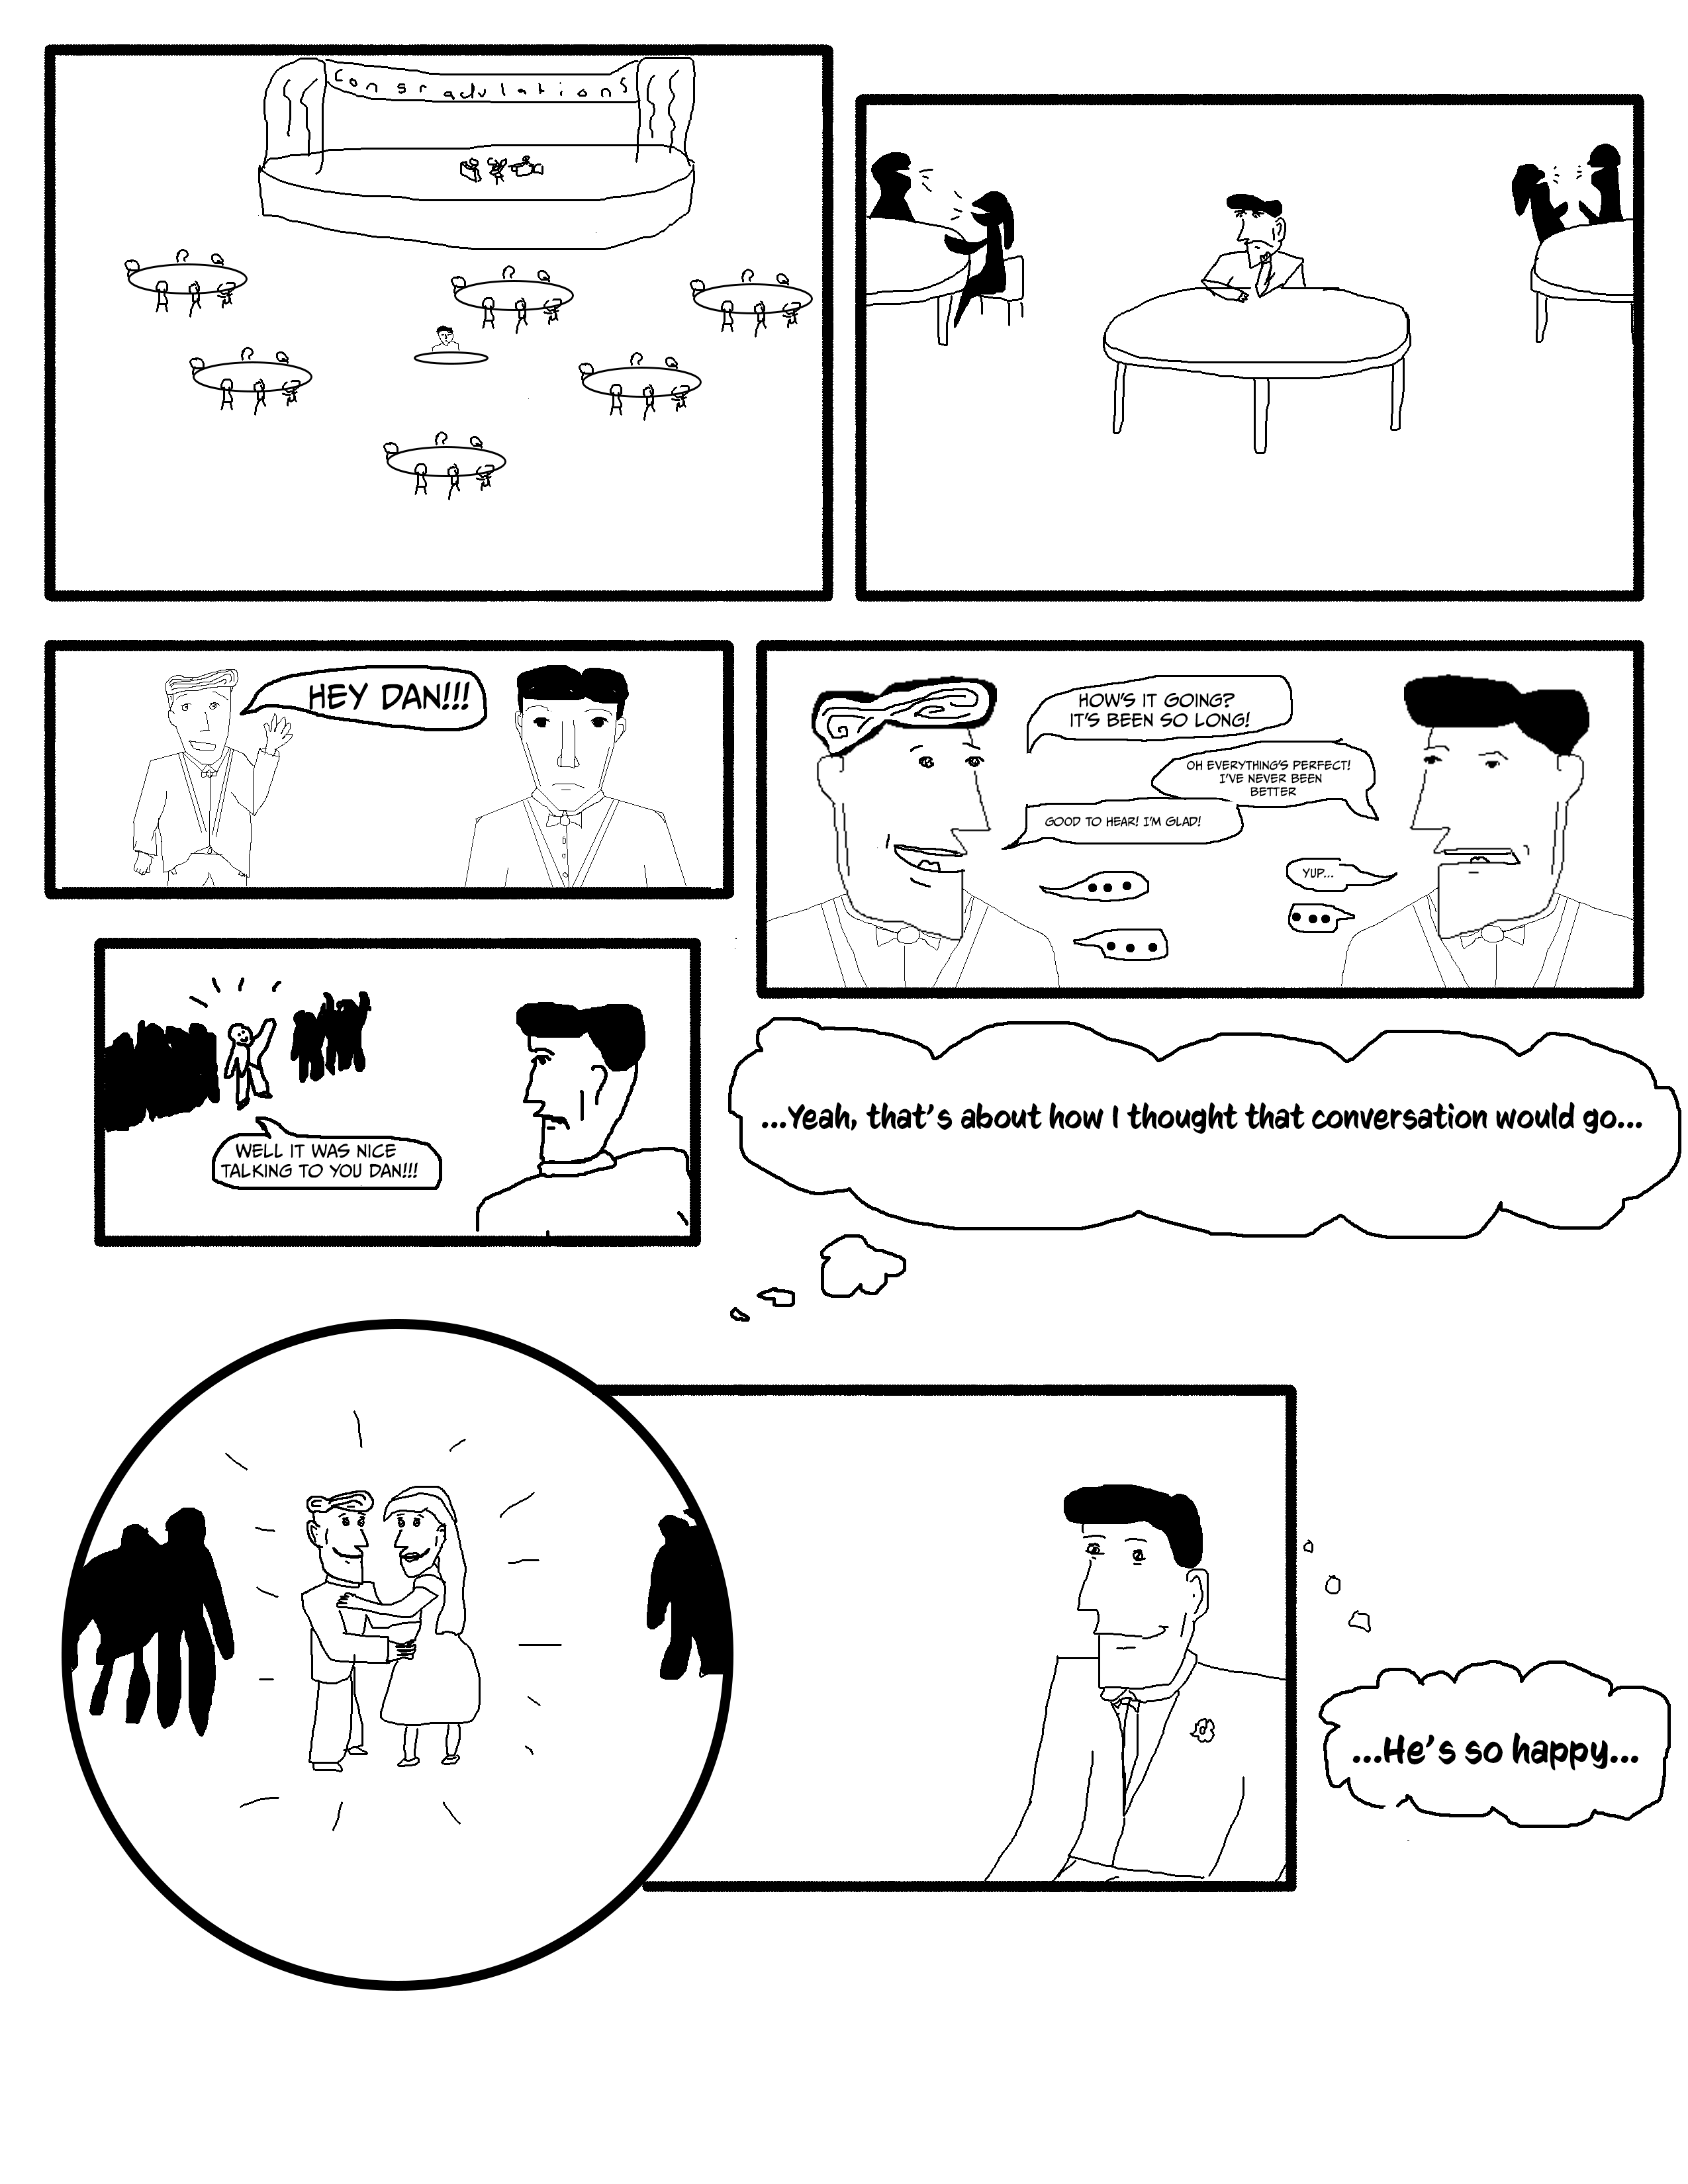 Congradulations
HEY DAN!!!
HOW'S IT GOING?
IT'S BEEN SO LONG!
OH EVERYTHING'S PERFECT!
I'VE NEVER BEEN
BETTER
GOOD TO HEAR! I'M GLAD!
...
YUP...
...
...
WELL IT WAS NICE
TALKING TO YOU DAN!!!
...Yeah, that's about how I thought that conversation would go...
...He's so happy...